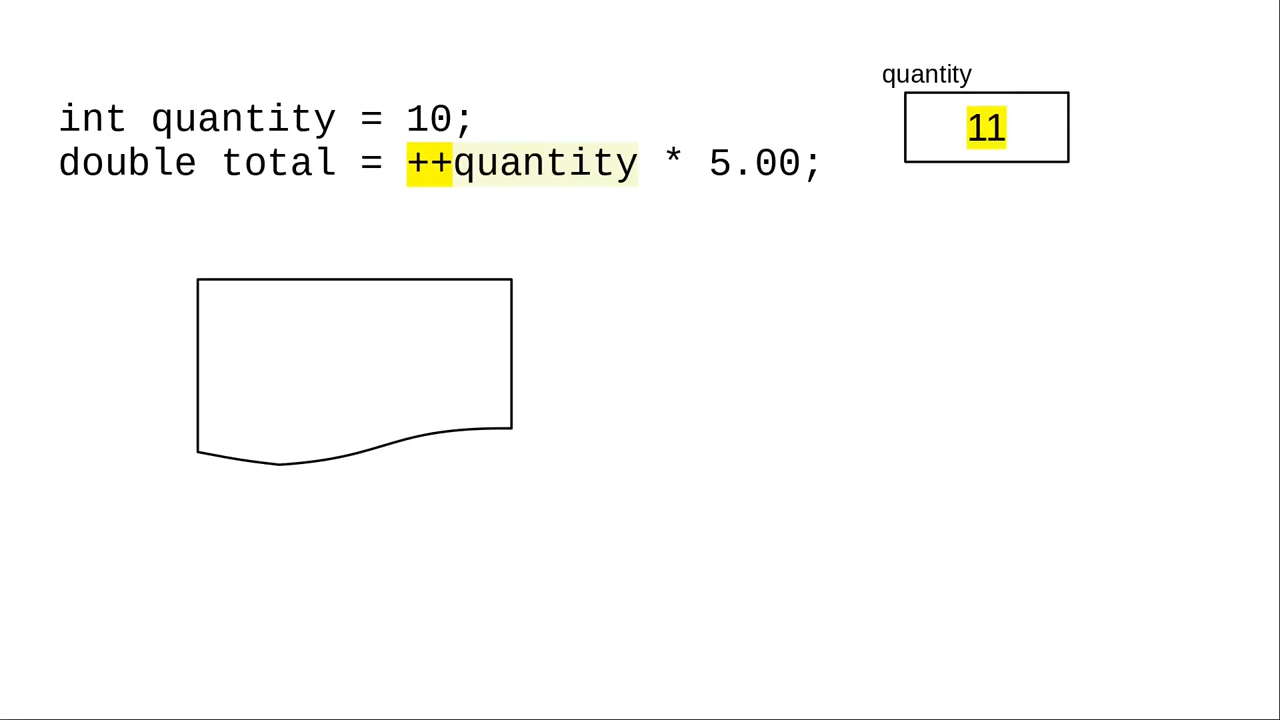 quantity
11
int quantity = 10;
double total = ++quantity * 5.00;